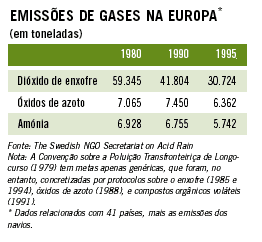 EMISSÕES DE GASES NA EUROPA*
(em toneladas)
1980 1990 1995
Dióxido de enxofre 59.345 41.804 30.724
Óxidos de azoto 7.065 7.450 6.362
Amónia 6.928 6.755 5.742
Fonte: The Swedish NGO Secretariat on Acid Rain
Nota: A Convenção sobre a Poluição Transfronteiriça de Longo-
curso (1979) tem metas apenas genéricas, que foram, no
entanto, concretizadas por protocolos sobre o enxofre (1985 e
1994), óxidos de azoto (1988), e compostos orgânicos voláteis
(1991).
* Dados relacionados com 41 países, mais as emissões dos
navios.